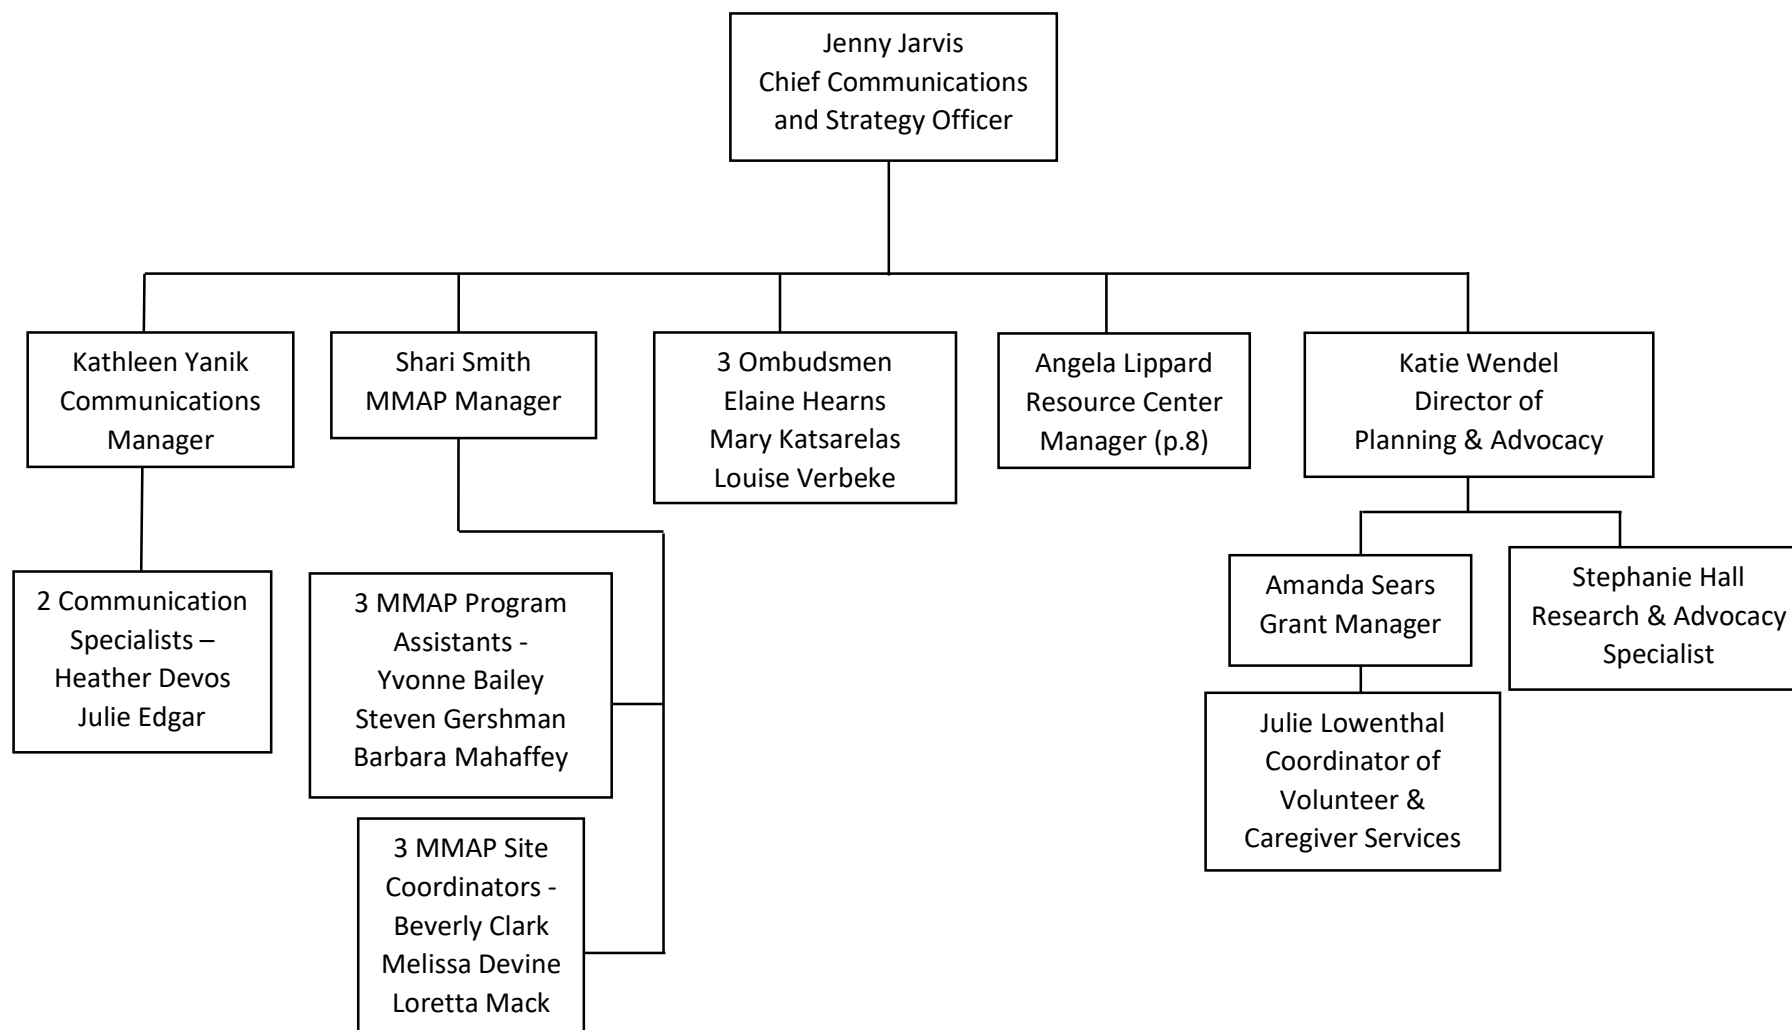 Jenny Jarvis
Chief Communications
and Strategy Officer
Kathleen Yanik
Communications
Manager
Shari Smith
MMAP Manager
3 Ombudsmen
Elaine Hearns
Mary Katsarelas
Louise Verbeke
Angela Lippard
Resource Center
Manager (p.8)
Katie Wendel
Director of
Planning & Advocacy
2 Communication
Specialists –
Heather Devos
Julie Edgar
3 MMAP Program
Assistants -
Yvonne Bailey
Steven Gershman
Barbara Mahaffey
3 MMAP Site
Coordinators -
Beverly Clark
Melissa Devine
Loretta Mack
Amanda Sears
Grant Manager
Stephanie Hall
Research & Advocacy
Specialist
Julie Lowenthal
Coordinator of
Volunteer &
Caregiver Services